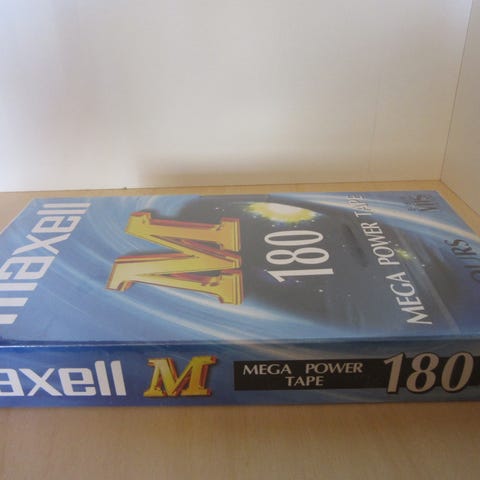 maxell
M
180
MEGA POWER TAPE
VHS
axell M
MEGA POWER
TAPE
180